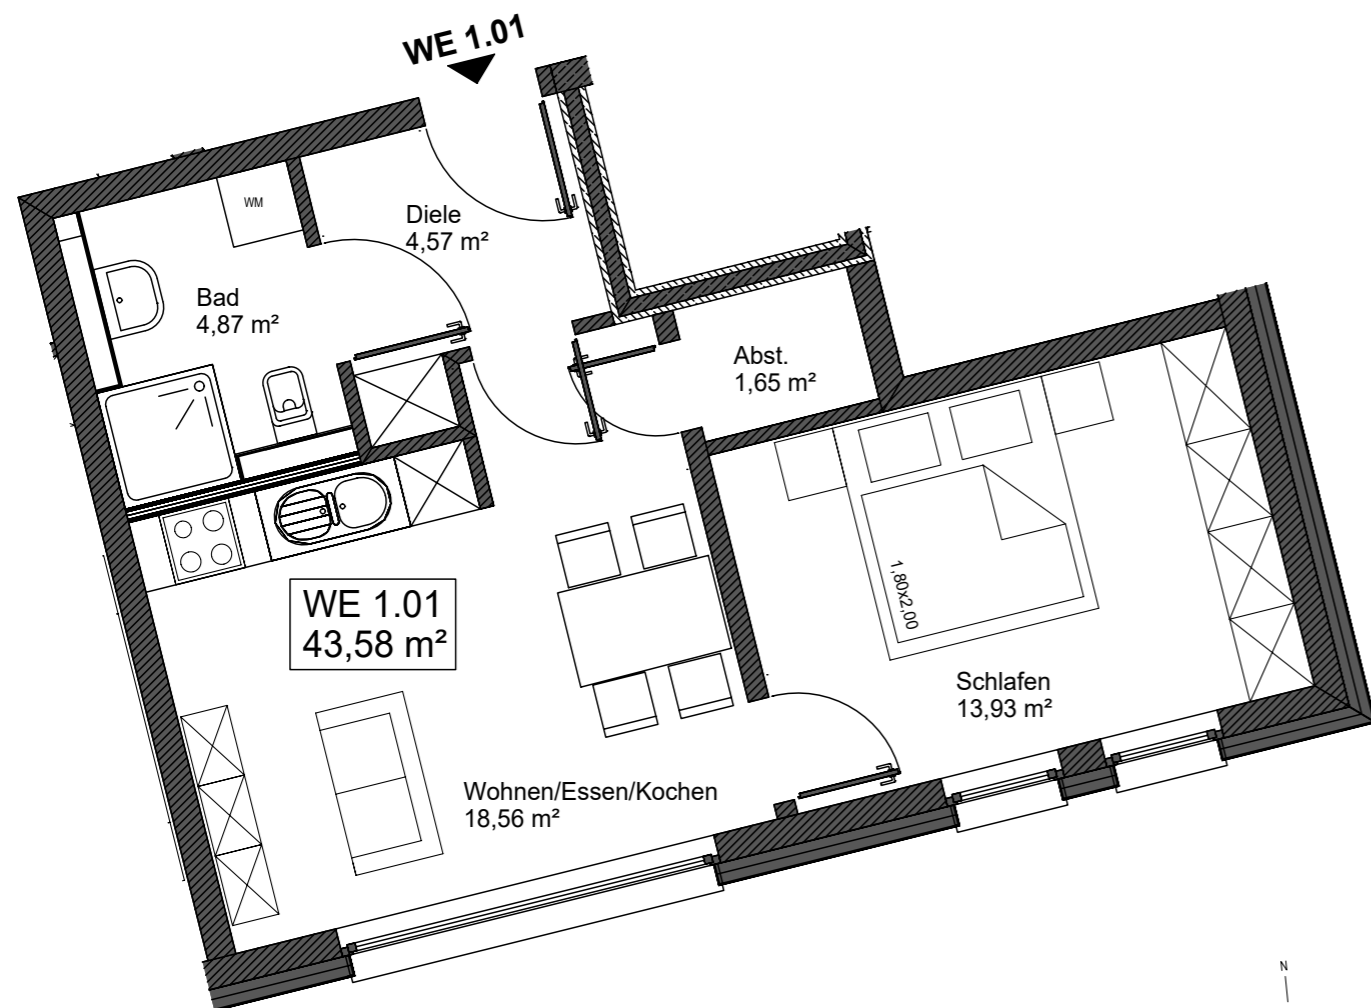 WE 1.01
WM
Diele
4,57 m²
Bad
4,87 m²
Abst.
1,65 m²
1,80x2,00
WE 1.01
43,58 m²
Schlafen
13,93 m²
Wohnen/Essen/Kochen
18,56 m²
N